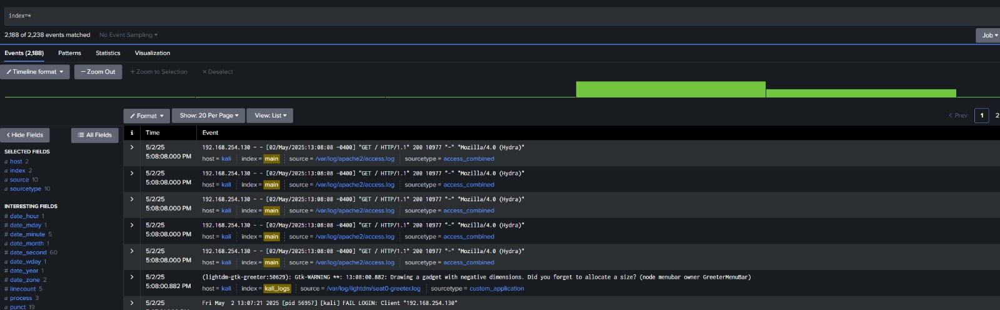 index=*
2,188 of 2,238 events matched No Event Sampling
Job
Events (2,188) Patterns Statistics Visualization
Timeline format — Zoom Out + Zoom to Selection × Deselect
Format Show: 20 Per Page View: List < Prev 1 2
< Hide Fields All Fields i Time Event
SELECTED FIELDS
a host 2
a index 2
a source 10
a sourcetype 10
INTERESTING FIELDS
# date_hour 1
# date_mday 1
# date_minute 5
a date_month 1
# date_second 60
a date_wday 1
# date_year 1
# date_zone 2
# linecount 5
a process 3
a punct 19
5/2/25 192.168.254.130 - - [02/May/2025:13:08:08 -0400] "GET / HTTP/1.1" 200 10977 "-" "Mozilla/4.0 (Hydra)"
5:08:08.000 PM host = kali index = main source = /var/log/apache2/access.log sourcetype = access_combined
5/2/25 192.168.254.130 - - [02/May/2025:13:08:08 -0400] "GET / HTTP/1.1" 200 10977 "-" "Mozilla/4.0 (Hydra)"
5:08:08.000 PM host = kali index = main source = /var/log/apache2/access.log sourcetype = access_combined
5/2/25 192.168.254.130 - - [02/May/2025:13:08:08 -0400] "GET / HTTP/1.1" 200 10977 "-" "Mozilla/4.0 (Hydra)"
5:08:08.000 PM host = kali index = main source = /var/log/apache2/access.log sourcetype = access_combined
5/2/25 192.168.254.130 - - [02/May/2025:13:08:08 -0400] "GET / HTTP/1.1" 200 10977 "-" "Mozilla/4.0 (Hydra)"
5:08:08.000 PM host = kali index = main source = /var/log/apache2/access.log sourcetype = access_combined
5/2/25 192.168.254.130 - - [02/May/2025:13:08:08 -0400] "GET / HTTP/1.1" 200 10977 "-" "Mozilla/4.0 (Hydra)"
5:08:08.000 PM host = kali index = main source = /var/log/apache2/access.log sourcetype = access_combined
5/2/25 (lightdm-gtk-greeter:50629): Gtk-WARNING **: 13:08:00.882: Drawing a gadget with negative dimensions. Did you forget to allocate a size? (node menubar owner GreeterMenuBar)
5:08:00.882 PM host = kali index = kali_logs source = /var/log/lightdm/seat0-greeter.log sourcetype = custom_application
5/2/25 Fri May 2 13:07:21 2025 [pid 56957] [kali] FAIL LOGIN: Client "192.168.254.130"